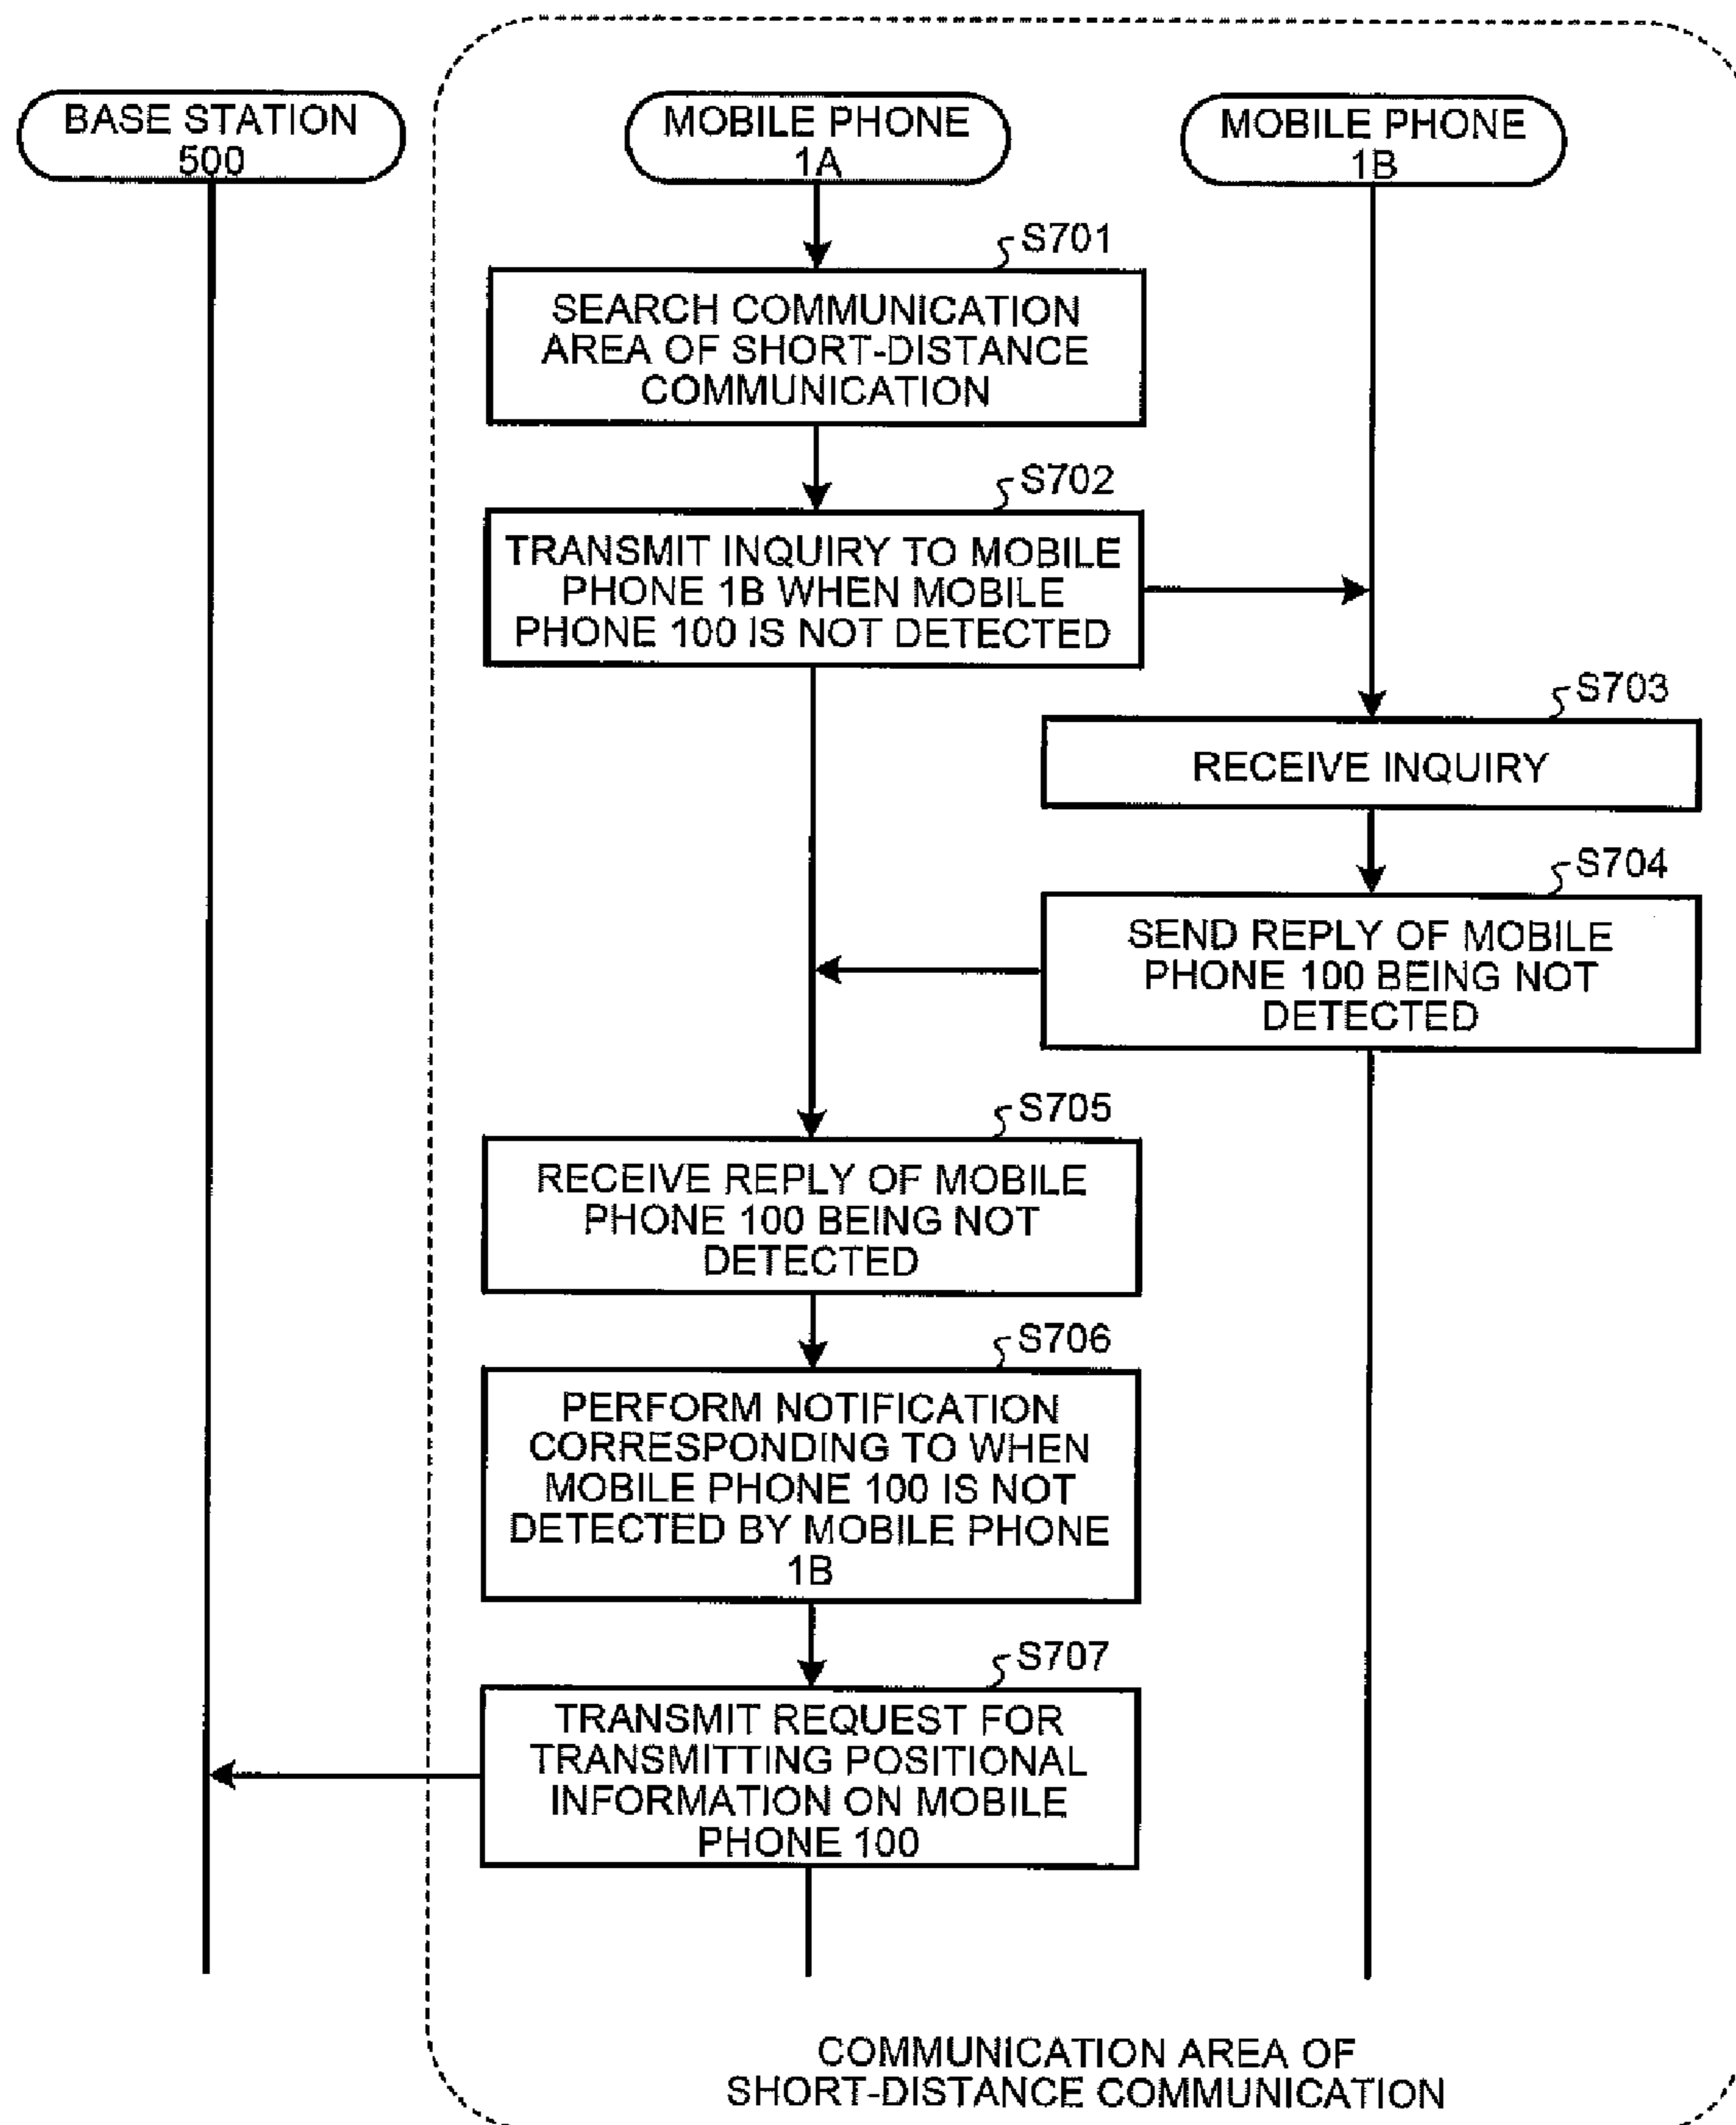 BASE STATION
500
MOBILE PHONE
1A
MOBILE PHONE
1B
S701
SEARCH COMMUNICATION
AREA OF SHORT-DISTANCE
COMMUNICATION
S702
TRANSMIT INQUIRY TO MOBILE
PHONE 1B WHEN MOBILE
PHONE 100 IS NOT DETECTED
S703
RECEIVE INQUIRY
S704
SEND REPLY OF MOBILE
PHONE 100 BEING NOT
DETECTED
S705
RECEIVE REPLY OF MOBILE
PHONE 100 BEING NOT
DETECTED
S706
PERFORM NOTIFICATION
CORRESPONDING TO WHEN
MOBILE PHONE 100 IS NOT
DETECTED BY MOBILE PHONE
1B
S707
TRANSMIT REQUEST FOR
TRANSMITTING POSITIONAL
INFORMATION ON MOBILE
PHONE 100
COMMUNICATION AREA OF
SHORT-DISTANCE COMMUNICATION